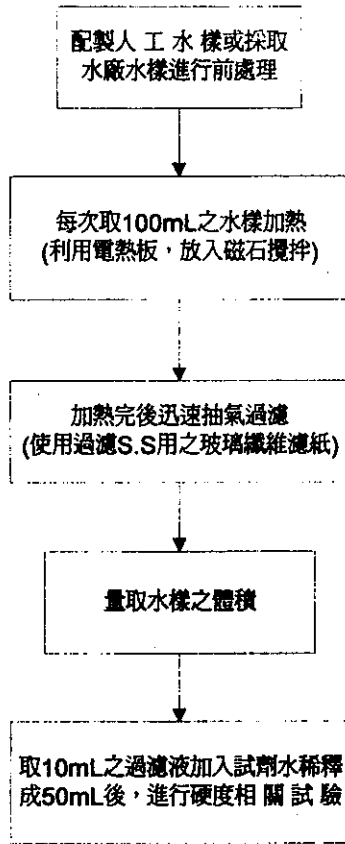 配製人工水樣或採取
水廠水樣進行前處理
每次取100mL之水樣加熱
(利用電熱板，放入磁石攪拌)
加熱完後迅速抽氣過濾
(使用過濾S.S用之玻璃纖維濾紙)
量取水樣之體積
取10mL之過濾液加入試劑水稀釋
成50mL後，進行硬度相關試驗